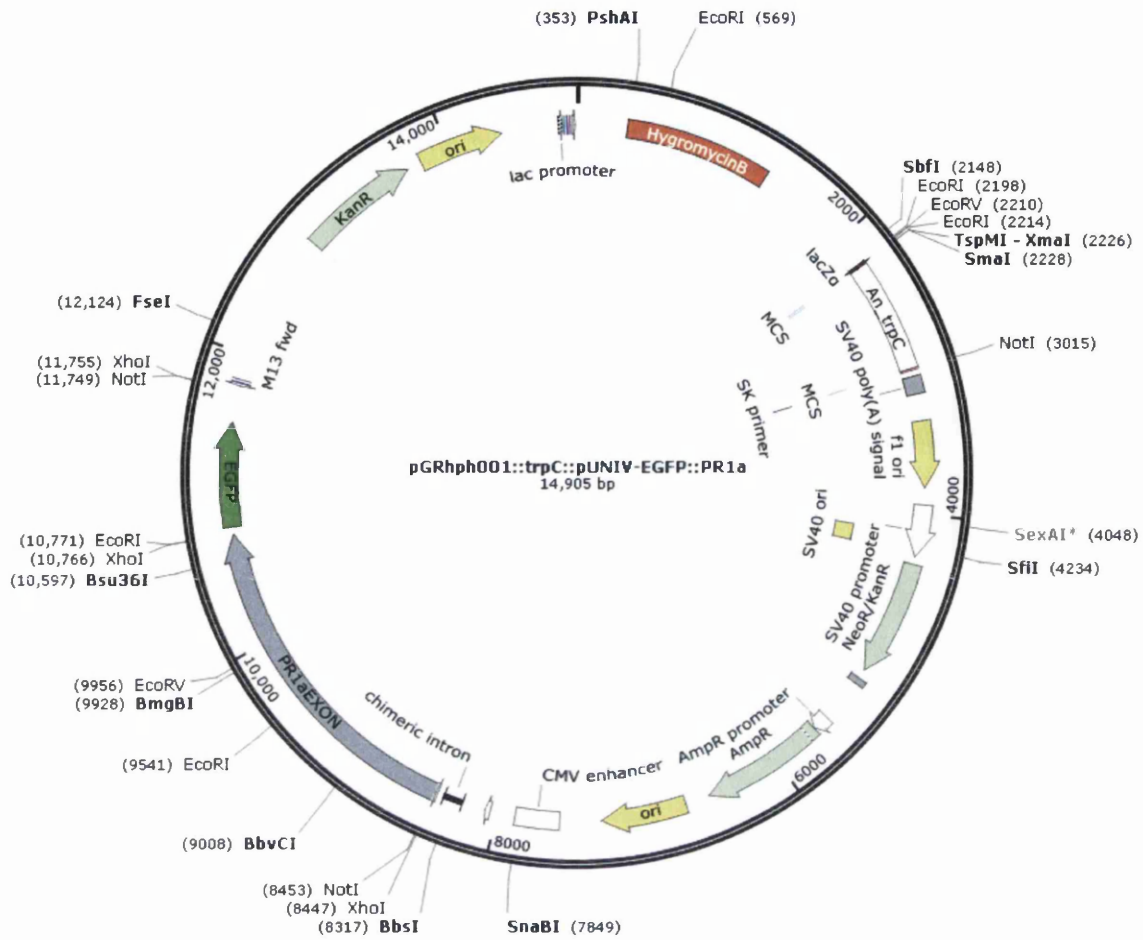 (353) PshAI
EcoRI (569)
HygromycinB
2000
SbfI (2148)
EcoRI (2198)
EcoRV (2210)
EcoRI (2214)
TspMI - XmaI (2226)
SmaI (2228)
lacZα
An_trpC
MCS
NotI (3015)
SV40 poly(A) signal
MCS
SK primer
f1 ori
4000
SexAI* (4048)
SfiI (4234)
SV40 ori
SV40 promoter
NeoR/KanR
AmpR promoter
AmpR
6000
ori
CMV enhancer
8000
SnaBI (7849)
(8317) BbsI
(8447) XhoI
(8453) NotI
chimeric intron
(9008) BbvCI
PR1aEXON
(9541) EcoRI
10,000
(9928) BmgBI
(9956) EcoRV
(10,597) Bsu36I
(10,766) XhoI
(10,771) EcoRI
EGFP
M13 fwd
12,000
(11,749) NotI
(11,755) XhoI
(12,124) FseI
KanR
14,000
ori
lac promoter
pGRhph001::trpC::pUNIV-EGFP::PR1a
14,905 bp